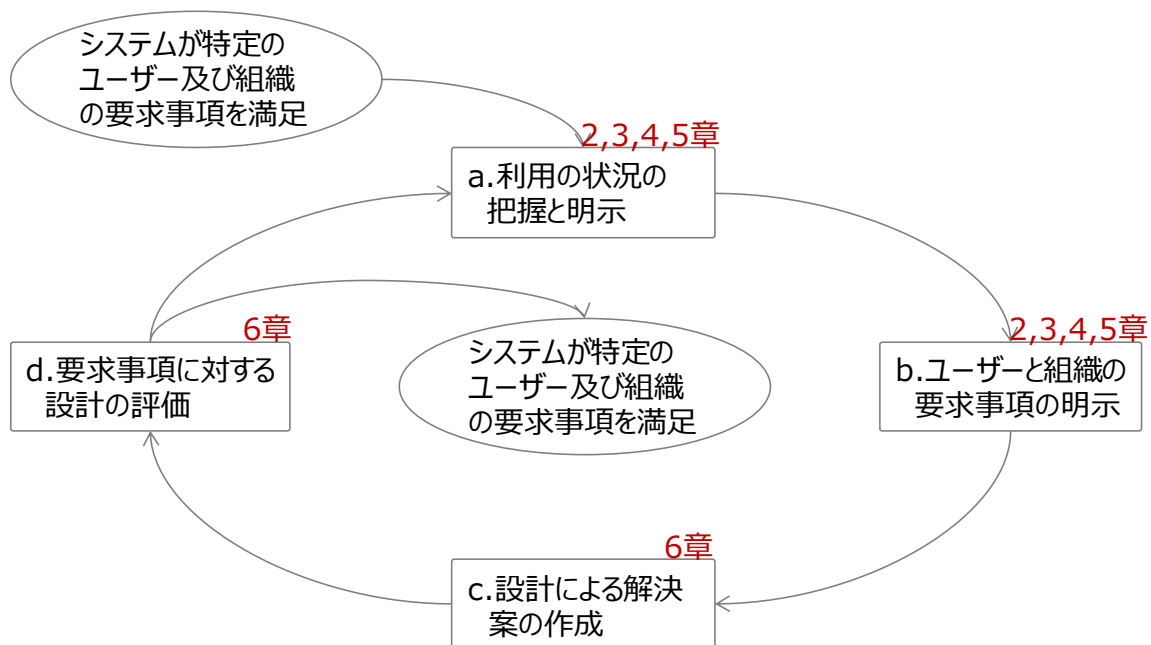 システムが特定の
ユーザー及び組織
の要求事項を満足
2,3,4,5章
a.利用の状況の
把握と明示
6章
d.要求事項に対する
設計の評価
システムが特定の
ユーザー及び組織
の要求事項を満足
2,3,4,5章
b.ユーザーと組織の
要求事項の明示
6章
c.設計による解決
案の作成